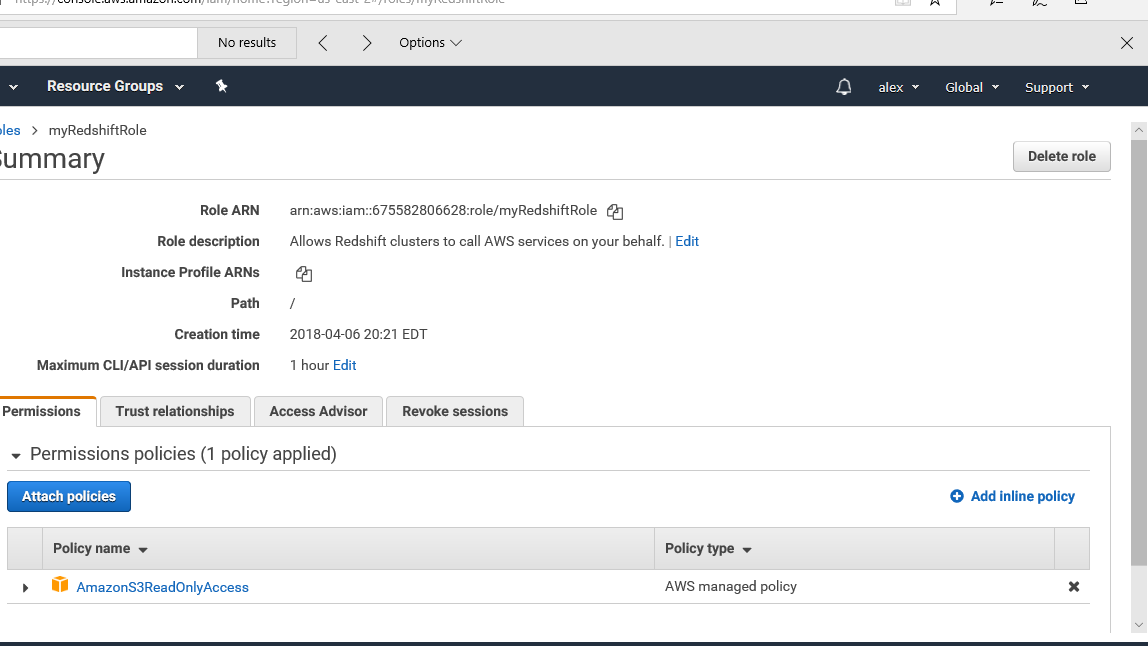 https://console.aws.amazon.com/iam/home?region=us-east-2#/roles/myRedshiftRole
No results
Options
Resource Groups
alex
Global
Support
oles > myRedshiftRole
Summary
Delete role
Role ARN arn:aws:iam::675582806628:role/myRedshiftRole
Role description Allows Redshift clusters to call AWS services on your behalf. | Edit
Instance Profile ARNs
Path /
Creation time 2018-04-06 20:21 EDT
Maximum CLI/API session duration 1 hour Edit
Permissions
Trust relationships
Access Advisor
Revoke sessions
Permissions policies (1 policy applied)
Attach policies
Add inline policy
Policy name
Policy type
AmazonS3ReadOnlyAccess
AWS managed policy